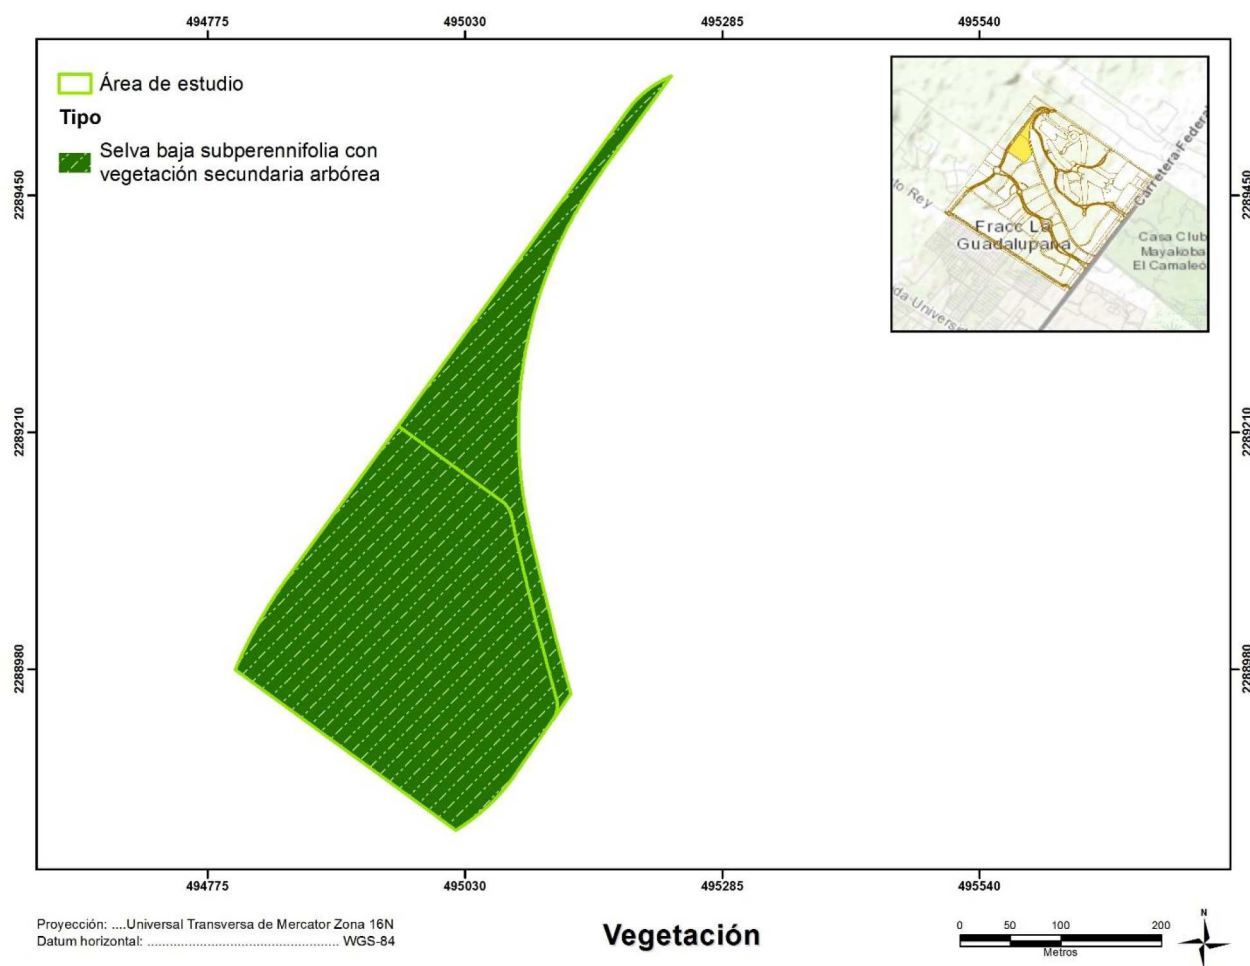 494775
495030
495285
495540
Área de estudio
Tipo
Selva baja subperennifolia con
vegetación secundaria arbórea
2289450
2289450
2289210
2289210
2288980
2288980
to Rey
Fracc La
Guadalupana
Carretera Federal
Casa Club
Mayakoba
El Camaleó
da Universi
494775
495030
495285
495540
Proyección: ....Universal Transversa de Mercator Zona 16N
Datum horizontal: .................................................... WGS-84
Vegetación
0 50 100 200
Metros
N